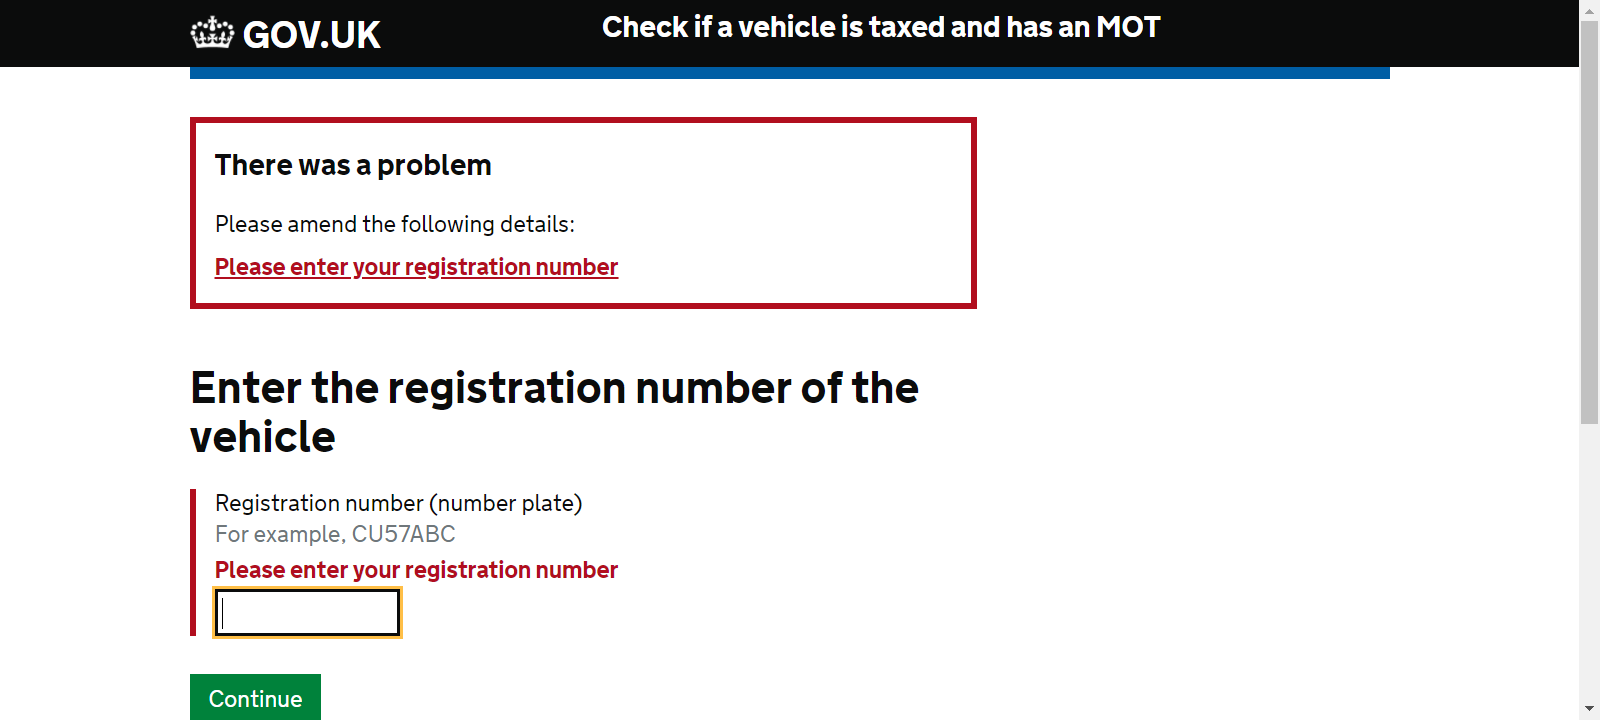 GOV.UK
Check if a vehicle is taxed and has an MOT
There was a problem
Please amend the following details:
Please enter your registration number
Enter the registration number of the
vehicle
Registration number (number plate)
For example, CU57ABC
Please enter your registration number
Continue